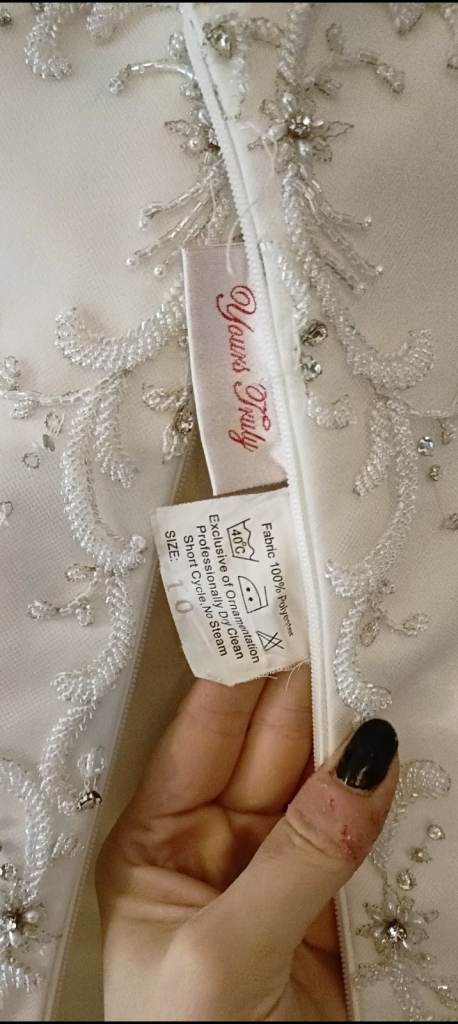 Yours Truly
Fabric 100% Polyester
40°C
Exclusive of Ornamentation
Professionally Dry Clean
Short Cycle, No Steam
SIZE: 10